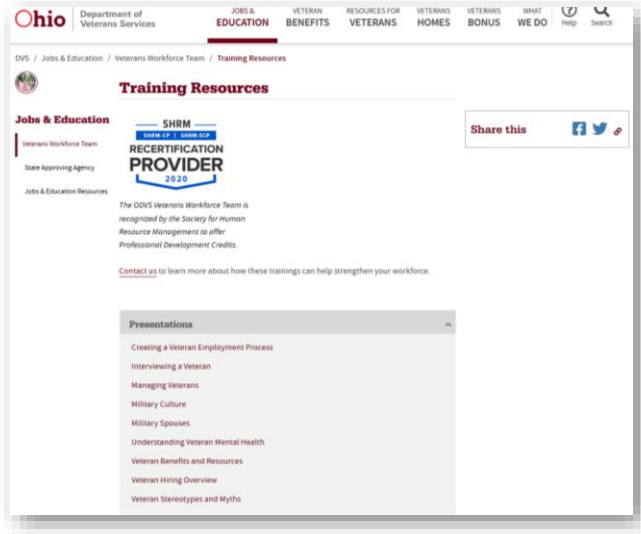 Ohio Department of Veterans Services
JOBS & EDUCATION
VETERAN BENEFITS
RESOURCES FOR VETERANS
VETERANS HOMES
VETERANS BONUS
WHAT WE DO
Help
Search
DVS / Jobs & Education / Veterans Workforce Team / Training Resources
Training Resources
Jobs & Education
Veterans Workforce Team
State Approving Agency
Jobs & Education Resources
SHRM
SHRM-CP | SHRM-SCP
RECERTIFICATION
PROVIDER
2020
The ODVS Veterans Workforce Team is
recognized by the Society for Human
Resource Management to offer
Professional Development Credits.
Contact us to learn more about how these trainings can help strengthen your workforce.
Share this
Presentations
Creating a Veteran Employment Process
Interviewing a Veteran
Managing Veterans
Military Culture
Military Spouses
Understanding Veteran Mental Health
Veteran Benefits and Resources
Veteran Hiring Overview
Veteran Stereotypes and Myths